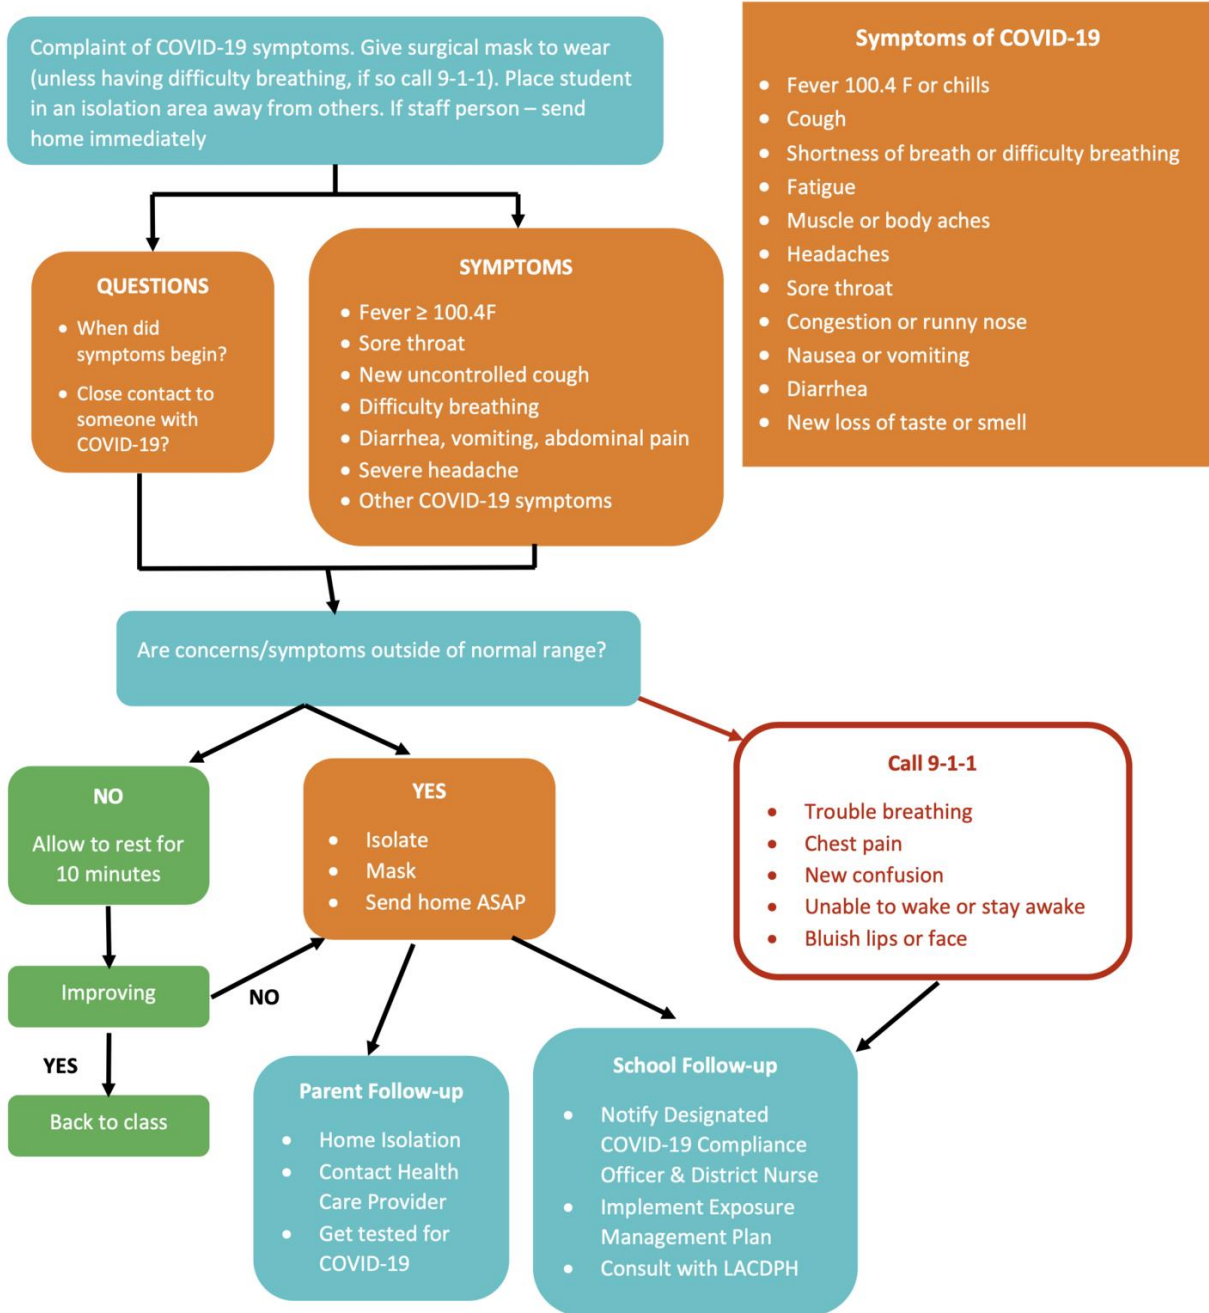 Complaint of COVID-19 symptoms. Give surgical mask to wear
(unless having difficulty breathing, if so call 9-1-1). Place student
in an isolation area away from others. If staff person – send
home immediately
Symptoms of COVID-19
• Fever 100.4 F or chills
• Cough
• Shortness of breath or difficulty breathing
• Fatigue
• Muscle or body aches
• Headaches
• Sore throat
• Congestion or runny nose
• Nausea or vomiting
• Diarrhea
• New loss of taste or smell
QUESTIONS
• When did
symptoms begin?
• Close contact to
someone with
COVID-19?
SYMPTOMS
• Fever ≥ 100.4F
• Sore throat
• New uncontrolled cough
• Difficulty breathing
• Diarrhea, vomiting, abdominal pain
• Severe headache
• Other COVID-19 symptoms
Are concerns/symptoms outside of normal range?
NO
Allow to rest for
10 minutes
YES
• Isolate
• Mask
• Send home ASAP
Call 9-1-1
• Trouble breathing
• Chest pain
• New confusion
• Unable to wake or stay awake
• Bluish lips or face
Improving
NO
YES
Back to class
Parent Follow-up
• Home Isolation
• Contact Health
Care Provider
• Get tested for
COVID-19
School Follow-up
• Notify Designated
COVID-19 Compliance
Officer & District Nurse
• Implement Exposure
Management Plan
• Consult with LACDPH